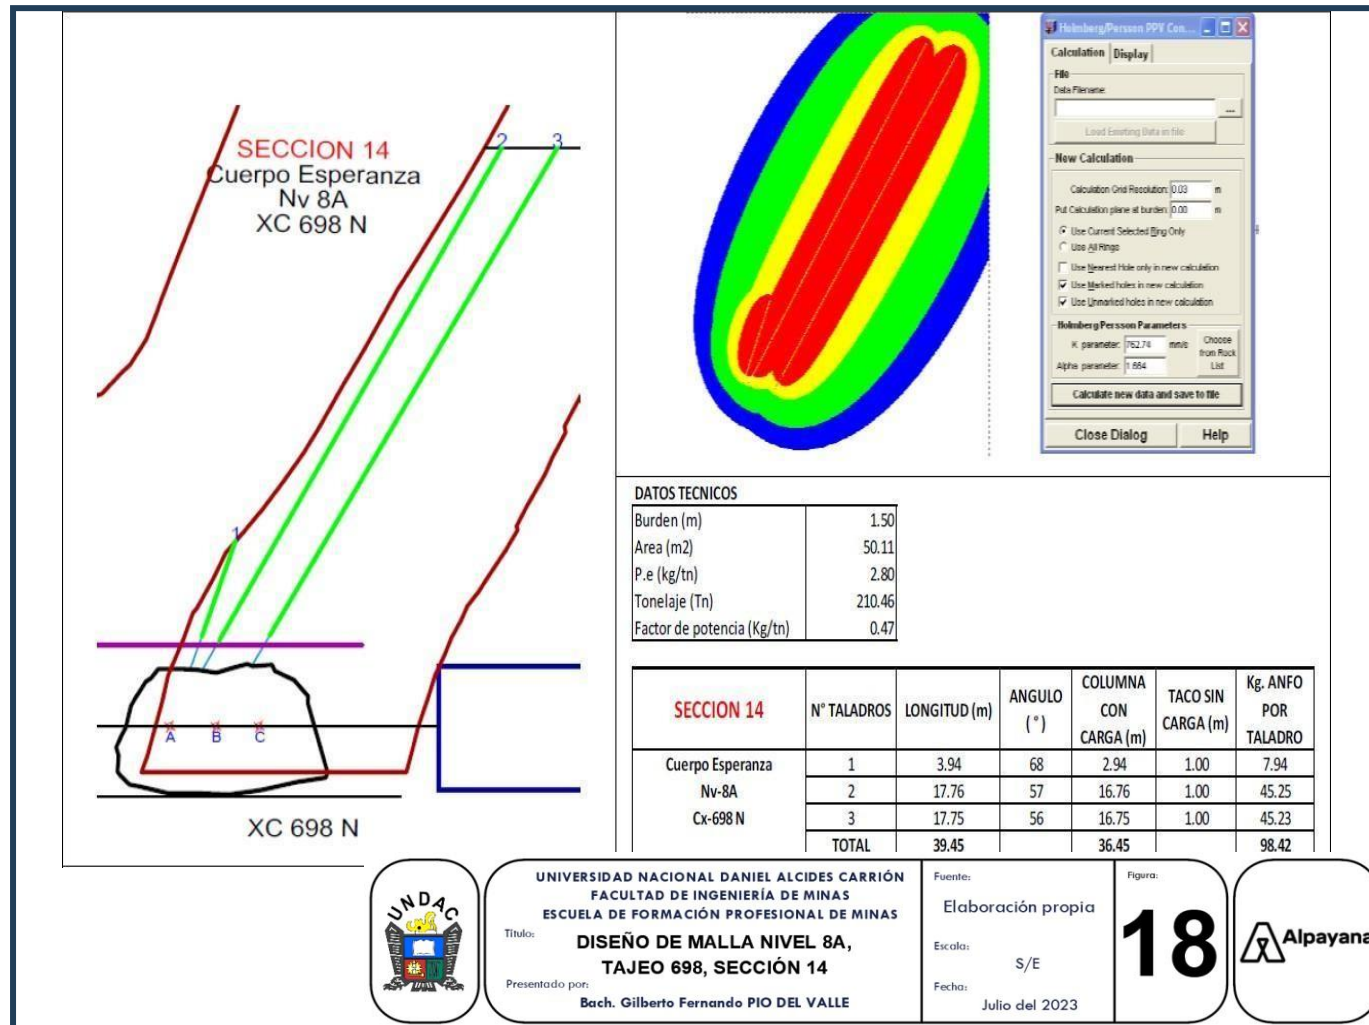 SECCION 14
Cuerpo Esperanza
Nv 8A
XC 698 N
2
3
1
A
B
C
XC 698 N
Holmberg/Persson PPV Con...
Calculation
Display
File
Data Filename:
...
Load Existing Data in file
New Calculation
Calculation Grid Resolution: 0.03 m
Put Calculation plane at burden: 0.00 m
Use Current Selected Ring Only
Use All Rings
Use Nearest Hole only in new calculation
Use Marked holes in new calculation
Use Unmarked holes in new calculation
Holmberg Persson Parameters
K parameter: 762.74 mm/s
Alpha parameter: 1.664
Choose from Rock List
Calculate new data and save to file
Close Dialog
Help
DATOS TECNICOS
Burden (m) 1.50
Area (m2) 50.11
P.e (kg/tn) 2.80
Tonelaje (Tn) 210.46
Factor de potencia (Kg/tn) 0.47
SECCION 14 N° TALADROS LONGITUD (m) ANGULO (°) COLUMNA CON CARGA (m) TACO SIN CARGA (m) Kg. ANFO POR TALADRO
Cuerpo Esperanza 1 3.94 68 2.94 1.00 7.94
Nv-8A 2 17.76 57 16.76 1.00 45.25
Cx-698 N 3 17.75 56 16.75 1.00 45.23
TOTAL 39.45 36.45 98.42
UNDAC
UNIVERSIDAD NACIONAL DANIEL ALCIDES CARRIÓN
FACULTAD DE INGENIERÍA DE MINAS
ESCUELA DE FORMACIÓN PROFESIONAL DE MINAS
Título:
DISEÑO DE MALLA NIVEL 8A,
TAJEO 698, SECCIÓN 14
Presentado por:
Bach. Gilberto Fernando PIO DEL VALLE
Fuente:
Elaboración propia
Escala:
S/E
Fecha:
Julio del 2023
Figura:
18
Alpayana